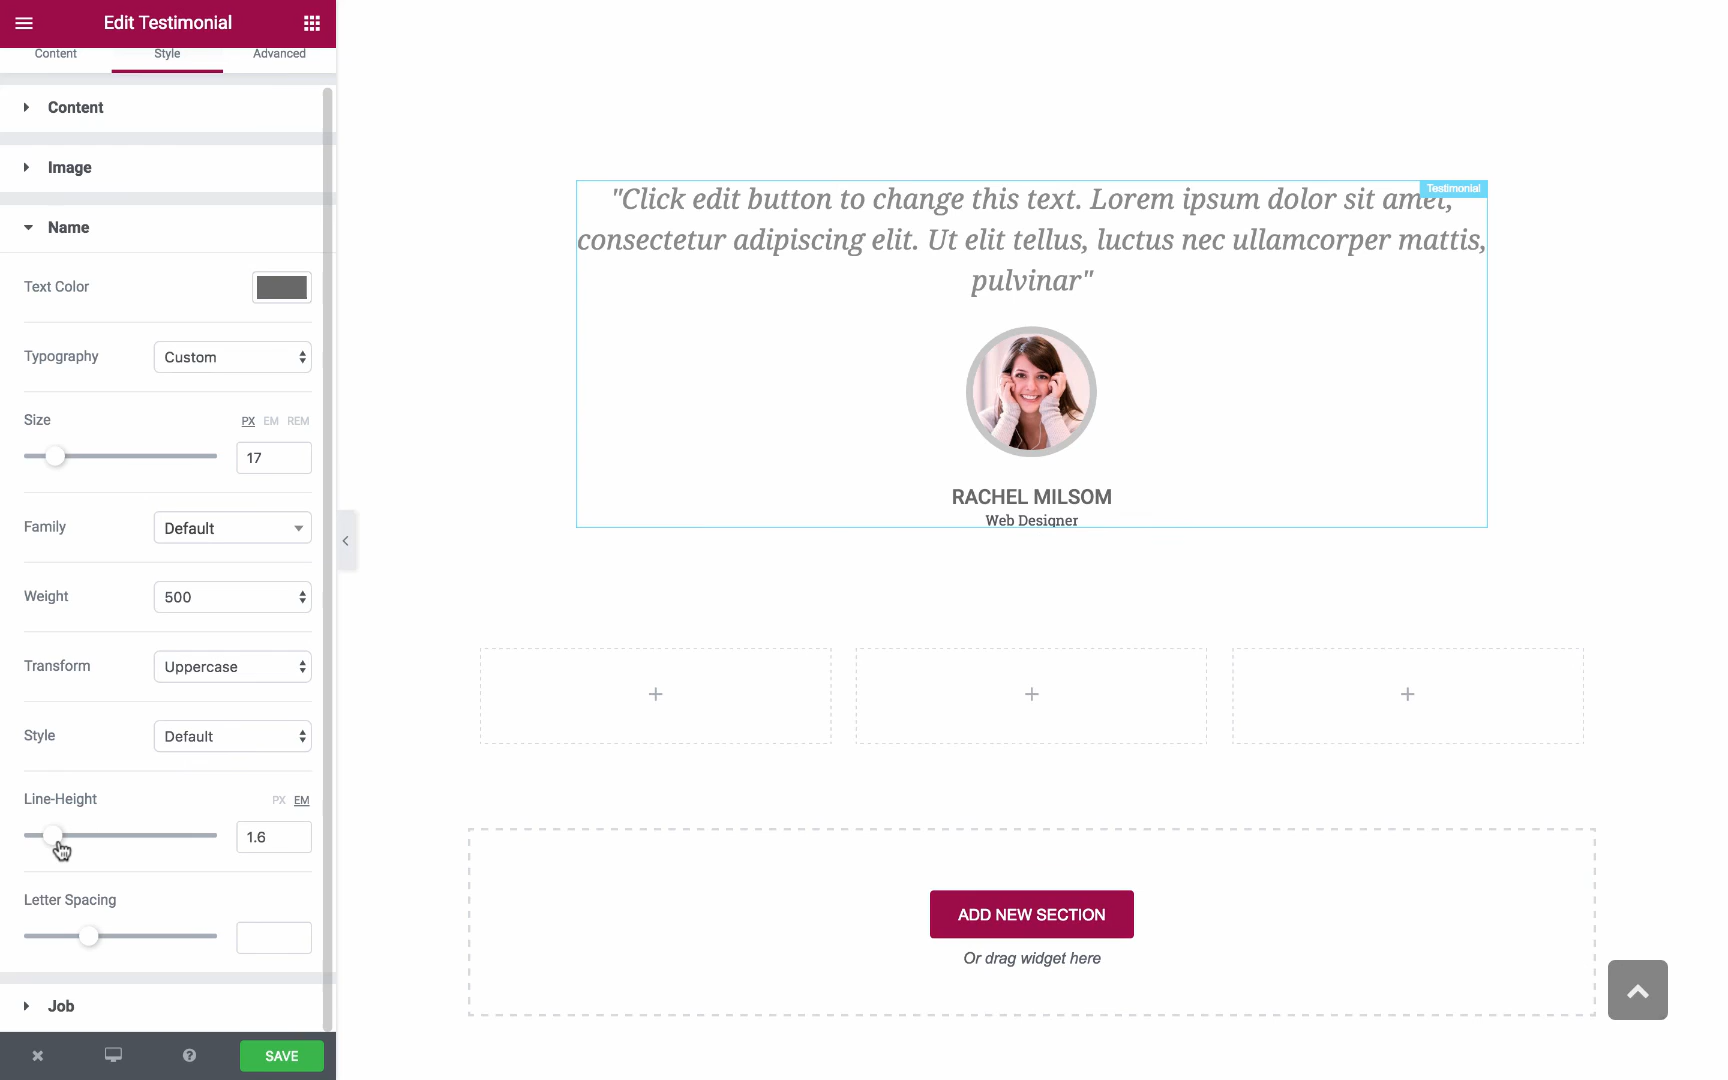 Edit Testimonial
Content Style Advanced
Content
Image
Name
Text Color
Typography Custom
Size PX EM REM
17
Family Default
Weight 500
Transform Uppercase
Style Default
Line-Height PX EM
1.6
Letter Spacing
Job
SAVE
Testimonial
"Click edit button to change this text. Lorem ipsum dolor sit amet,
consectetur adipiscing elit. Ut elit tellus, luctus nec ullamcorper mattis,
pulvinar"
RACHEL MILSOM
Web Designer
ADD NEW SECTION
Or drag widget here